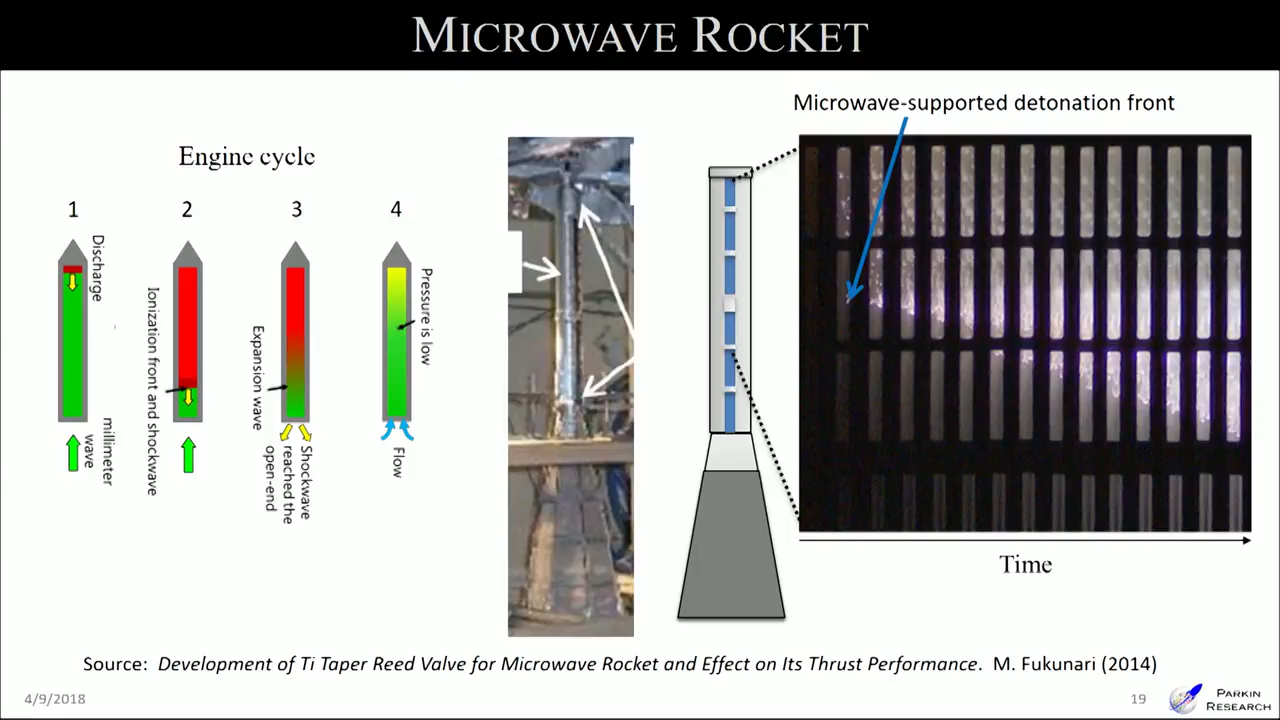 MICROWAVE ROCKET
Microwave-supported detonation front
Engine cycle
1
2
3
4
Discharge
millimeter
wave
Ionization front and shockwave
Expansion wave
Shockwave
reached the
open-end
Pressure is low
Flow
Time
Source: Development of Ti Taper Reed Valve for Microwave Rocket and Effect on Its Thrust Performance. M. Fukunari (2014)
4/9/2018
19
PARKIN
RESEARCH